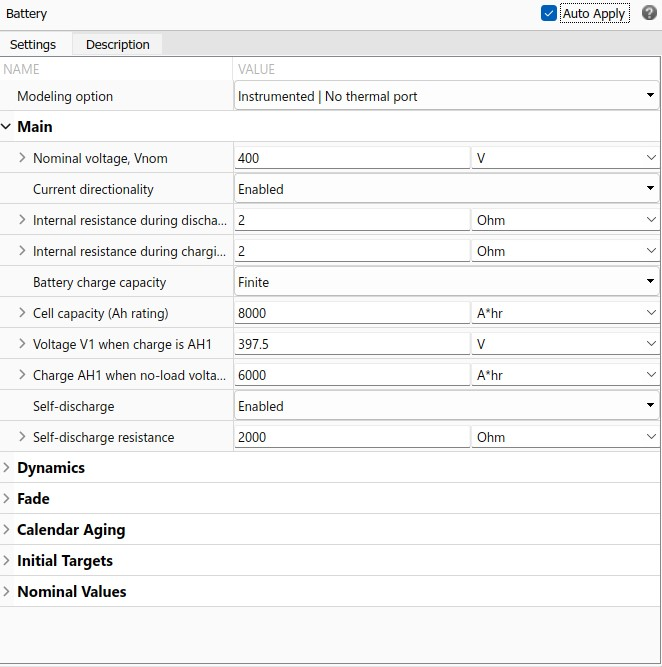 Battery
Auto Apply
?
Settings Description
NAME VALUE
Modeling option Instrumented | No thermal port
Main
Nominal voltage, Vnom 400 V
Current directionality Enabled
Internal resistance during discha... 2 Ohm
Internal resistance during chargi... 2 Ohm
Battery charge capacity Finite
Cell capacity (Ah rating) 8000 A*hr
Voltage V1 when charge is AH1 397.5 V
Charge AH1 when no-load volta... 6000 A*hr
Self-discharge Enabled
Self-discharge resistance 2000 Ohm
Dynamics
Fade
Calendar Aging
Initial Targets
Nominal Values